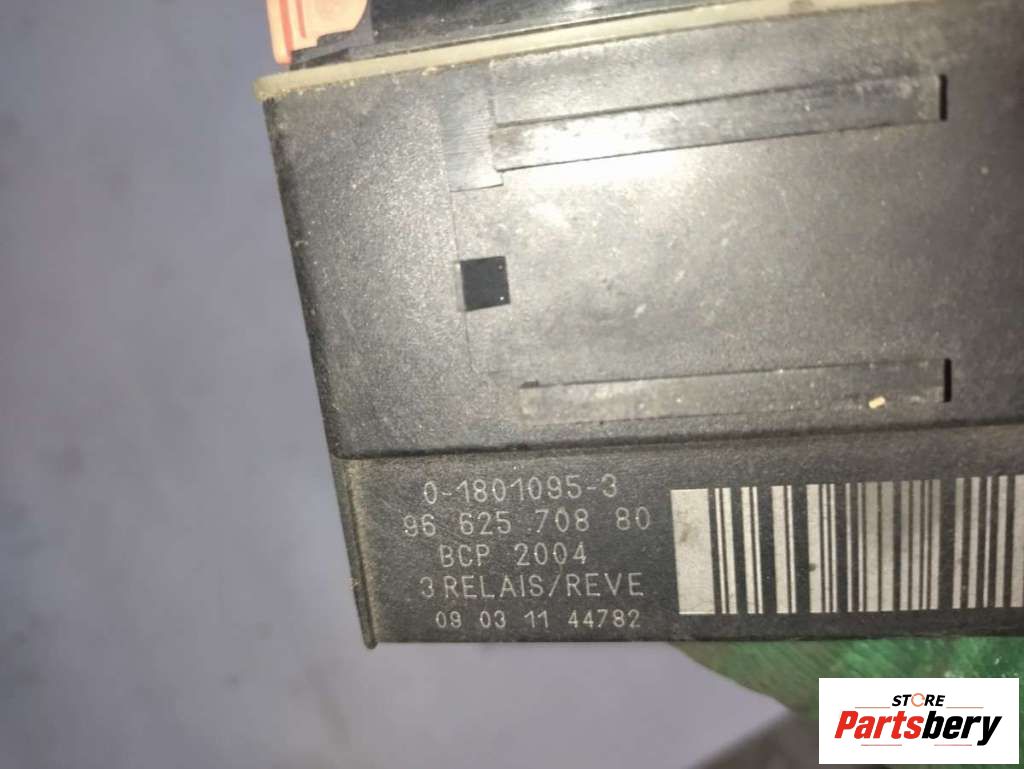 0-1801095-3
96 625 708 80
BCP 2004
3 RELAIS/REVE
09 03 11 44782
STORE
Partsbery